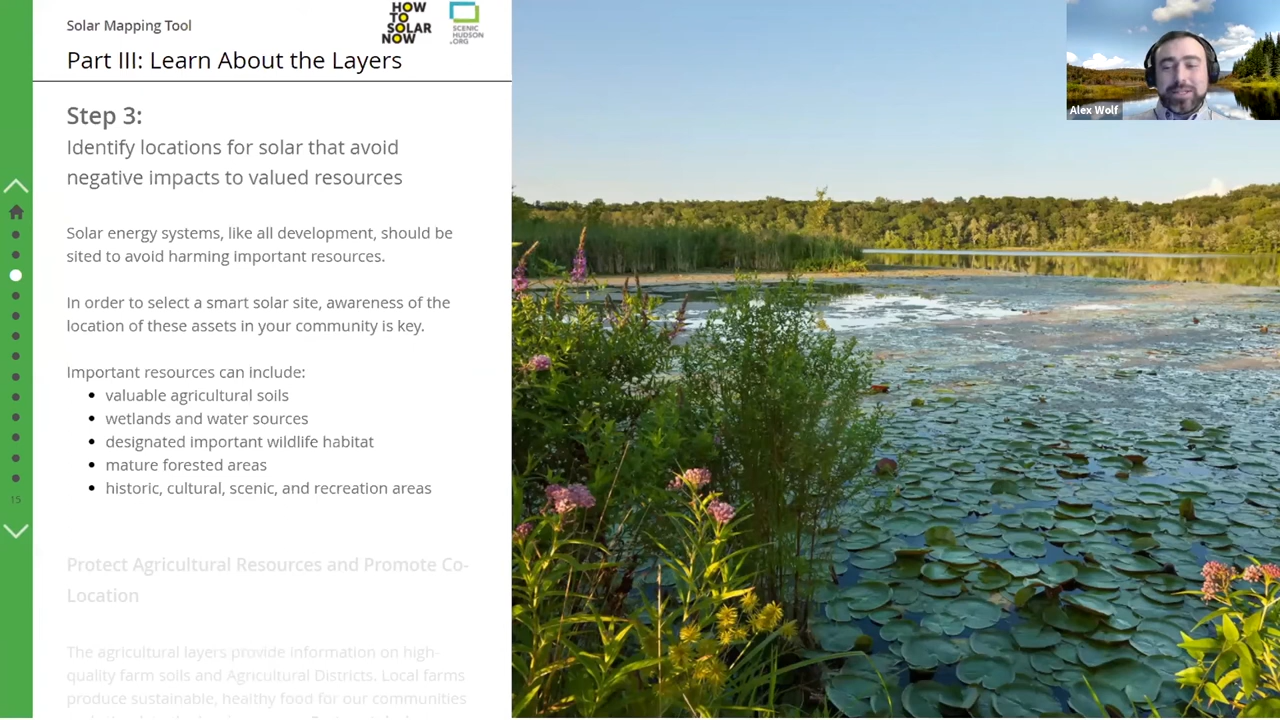 Solar Mapping Tool
HOW
TO
SOLAR
NOW
SCENIC
HUDSON
.ORG
Part III: Learn About the Layers
Alex Wolf
Step 3:
Identify locations for solar that avoid
negative impacts to valued resources
Solar energy systems, like all development, should be
sited to avoid harming important resources.
In order to select a smart solar site, awareness of the
location of these assets in your community is key.
Important resources can include:
• valuable agricultural soils
• wetlands and water sources
• designated important wildlife habitat
• mature forested areas
• historic, cultural, scenic, and recreation areas
15
Protect Agricultural Resources and Promote Co-
Location
The agricultural layers provide information on high-
quality farm soils and Agricultural Districts. Local farms
produce sustainable, healthy food for our communities